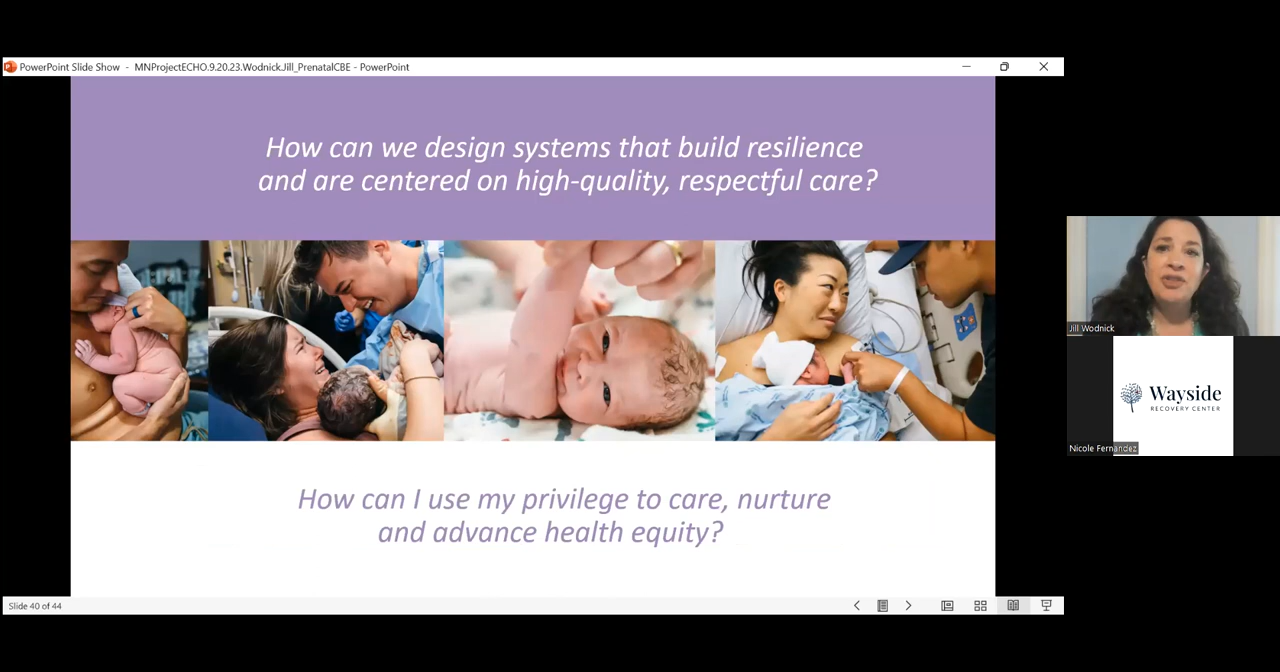 PowerPoint Slide Show - MNProjectECHO.9.20.23.Wodnick.Jill_PrenatalCBE - PowerPoint
How can we design systems that build resilience
and are centered on high-quality, respectful care?
How can I use my privilege to care, nurture
and advance health equity?
Slide 40 of 44
Jill Wodnick
Wayside
RECOVERY CENTER
Nicole Fernandez